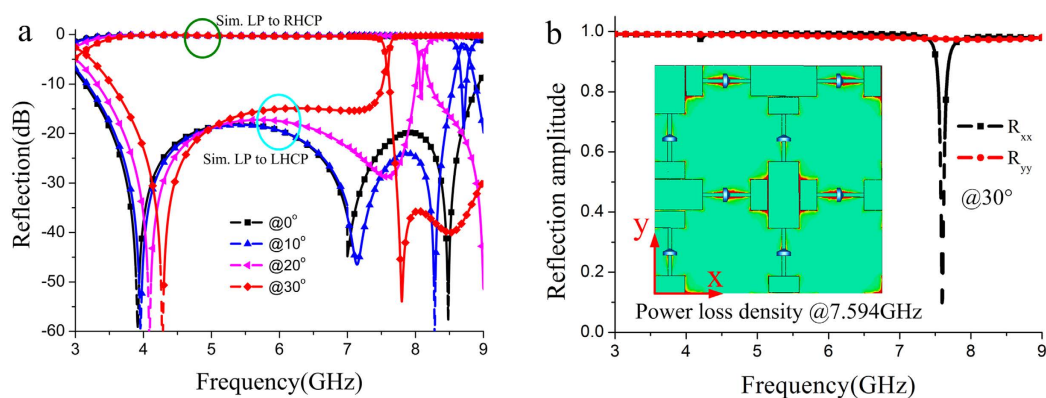 a
Sim. LP to RHCP
0
-10
-20
-30
-40
-50
-60
Reflection(dB)
Sim. LP to LHCP
@0°
@10°
@20°
@30°
3 4 5 6 7 8 9
Frequency(GHz)
b
1.0
0.8
0.6
0.4
0.2
0.0
Reflection amplitude
Rxx
Ryy
@30°
y
x
Power loss density @7.594GHz
3 4 5 6 7 8 9
Frequency(GHz)